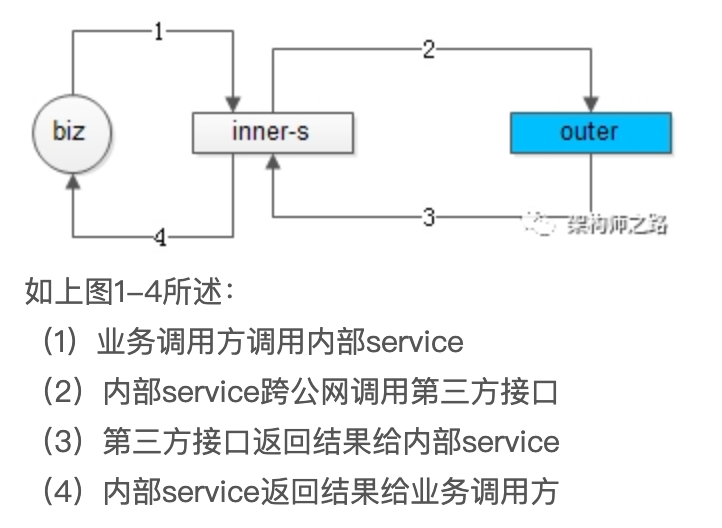 1
2
biz
inner-s
outer
3
架构师之路
4
如上图1-4所述：
（1）业务调用方调用内部service
（2）内部service跨公网调用第三方接口
（3）第三方接口返回结果给内部service
（4）内部service返回结果给业务调用方